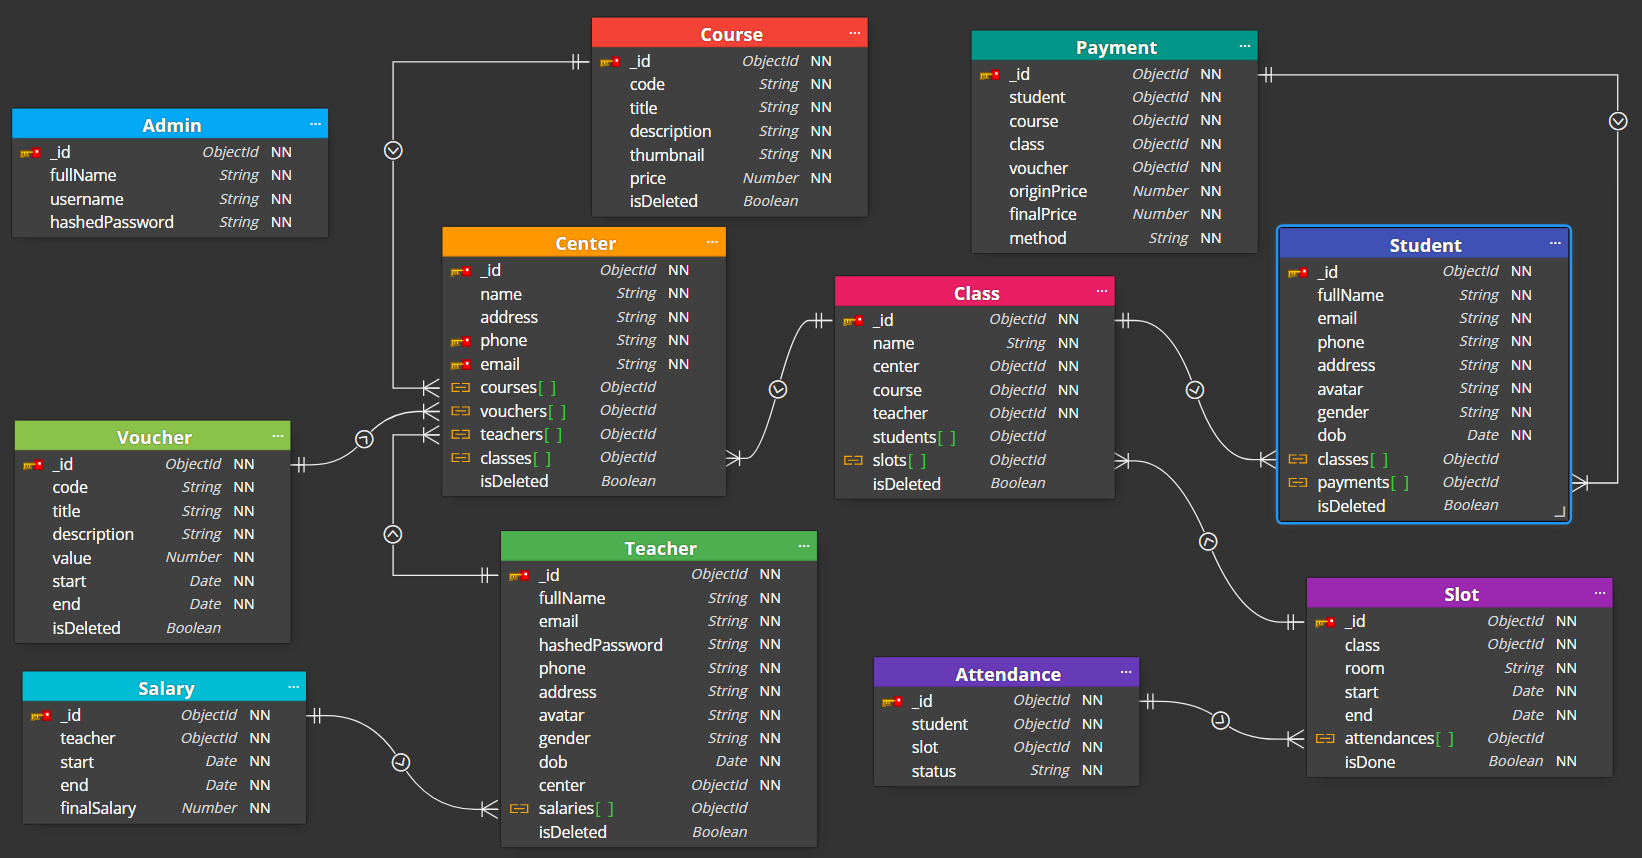 Course ...
_id ObjectId NN
code String NN
title String NN
description String NN
thumbnail String NN
price Number NN
isDeleted Boolean
Payment ...
_id ObjectId NN
student ObjectId NN
course ObjectId NN
class ObjectId NN
voucher ObjectId NN
originPrice Number NN
finalPrice Number NN
method String NN
Admin ...
_id ObjectId NN
fullName String NN
username String NN
hashedPassword String NN
Center ...
_id ObjectId NN
name String NN
address String NN
phone String NN
email String NN
courses[ ] ObjectId
vouchers[ ] ObjectId
teachers[ ] ObjectId
classes[ ] ObjectId
isDeleted Boolean
Class ...
_id ObjectId NN
name String NN
center ObjectId NN
course ObjectId NN
teacher ObjectId NN
students[ ] ObjectId
slots[ ] ObjectId
isDeleted Boolean
Student ...
_id ObjectId NN
fullName String NN
email String NN
phone String NN
address String NN
avatar String NN
gender String NN
dob Date NN
classes[ ] ObjectId
payments[ ] ObjectId
isDeleted Boolean
Voucher ...
_id ObjectId NN
code String NN
title String NN
description String NN
value Number NN
start Date NN
end Date NN
isDeleted Boolean
Teacher ...
_id ObjectId NN
fullName String NN
email String NN
hashedPassword String NN
phone String NN
address String NN
avatar String NN
gender String NN
dob Date NN
center ObjectId NN
salaries[ ] ObjectId
isDeleted Boolean
Slot ...
_id ObjectId NN
class ObjectId NN
room String NN
start Date NN
end Date NN
attendances[ ] ObjectId
isDone Boolean NN
Salary ...
_id ObjectId NN
teacher ObjectId NN
start Date NN
end Date NN
finalSalary Number NN
Attendance ...
_id ObjectId NN
student ObjectId NN
slot ObjectId NN
status String NN